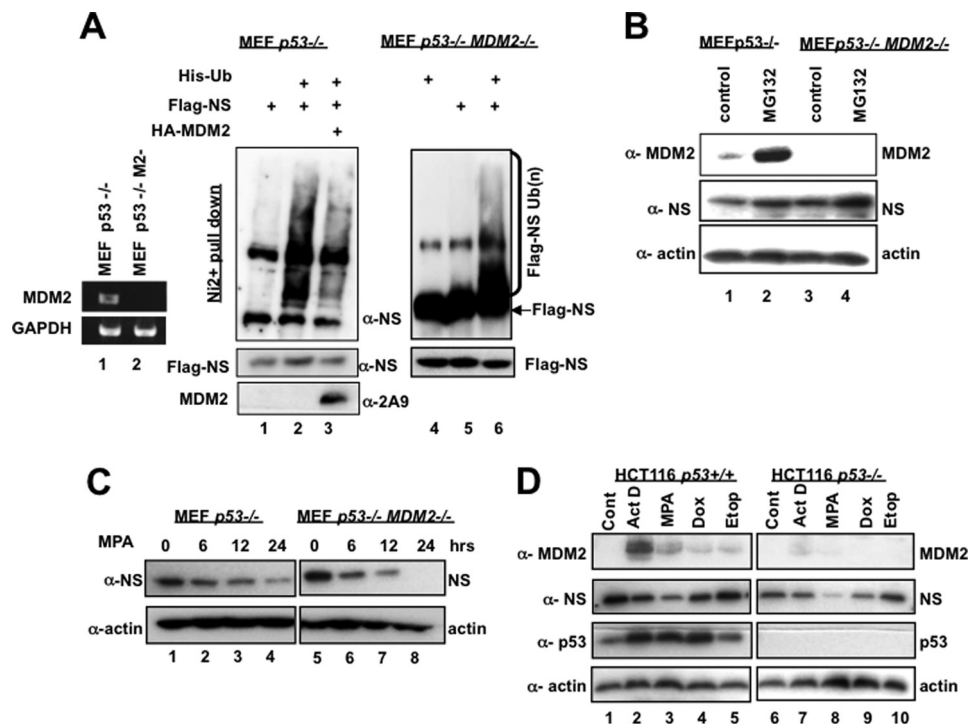 A
MEF p53-/-
MEF p53-/- MDM2-/-
His-Ub + + + +
Flag-NS + + + + +
HA-MDM2 +
MEF p53 -/-
MEF p53 -/- M2-
MDM2
GAPDH
1 2
Ni2+ pull down
α-NS
Flag-NS α-NS
MDM2 α-2A9
1 2 3
Flag-NS Ub(n)
Flag-NS
Flag-NS
4 5 6
B
MEFp53-/-
MEFp53-/- MDM2-/-
control MG132 control MG132
α- MDM2 MDM2
α- NS NS
α- actin actin
1 2 3 4
C
MEF p53-/-
MEF p53-/- MDM2-/-
MPA 0 6 12 24 0 6 12 24 hrs
α-NS NS
α-actin actin
1 2 3 4 5 6 7 8
D
HCT116 p53+/+
HCT116 p53-/-
Cont Act D MPA Dox Etop Cont Act D MPA Dox Etop
α- MDM2 MDM2
α- NS NS
α- p53 p53
α- actin actin
1 2 3 4 5 6 7 8 9 10